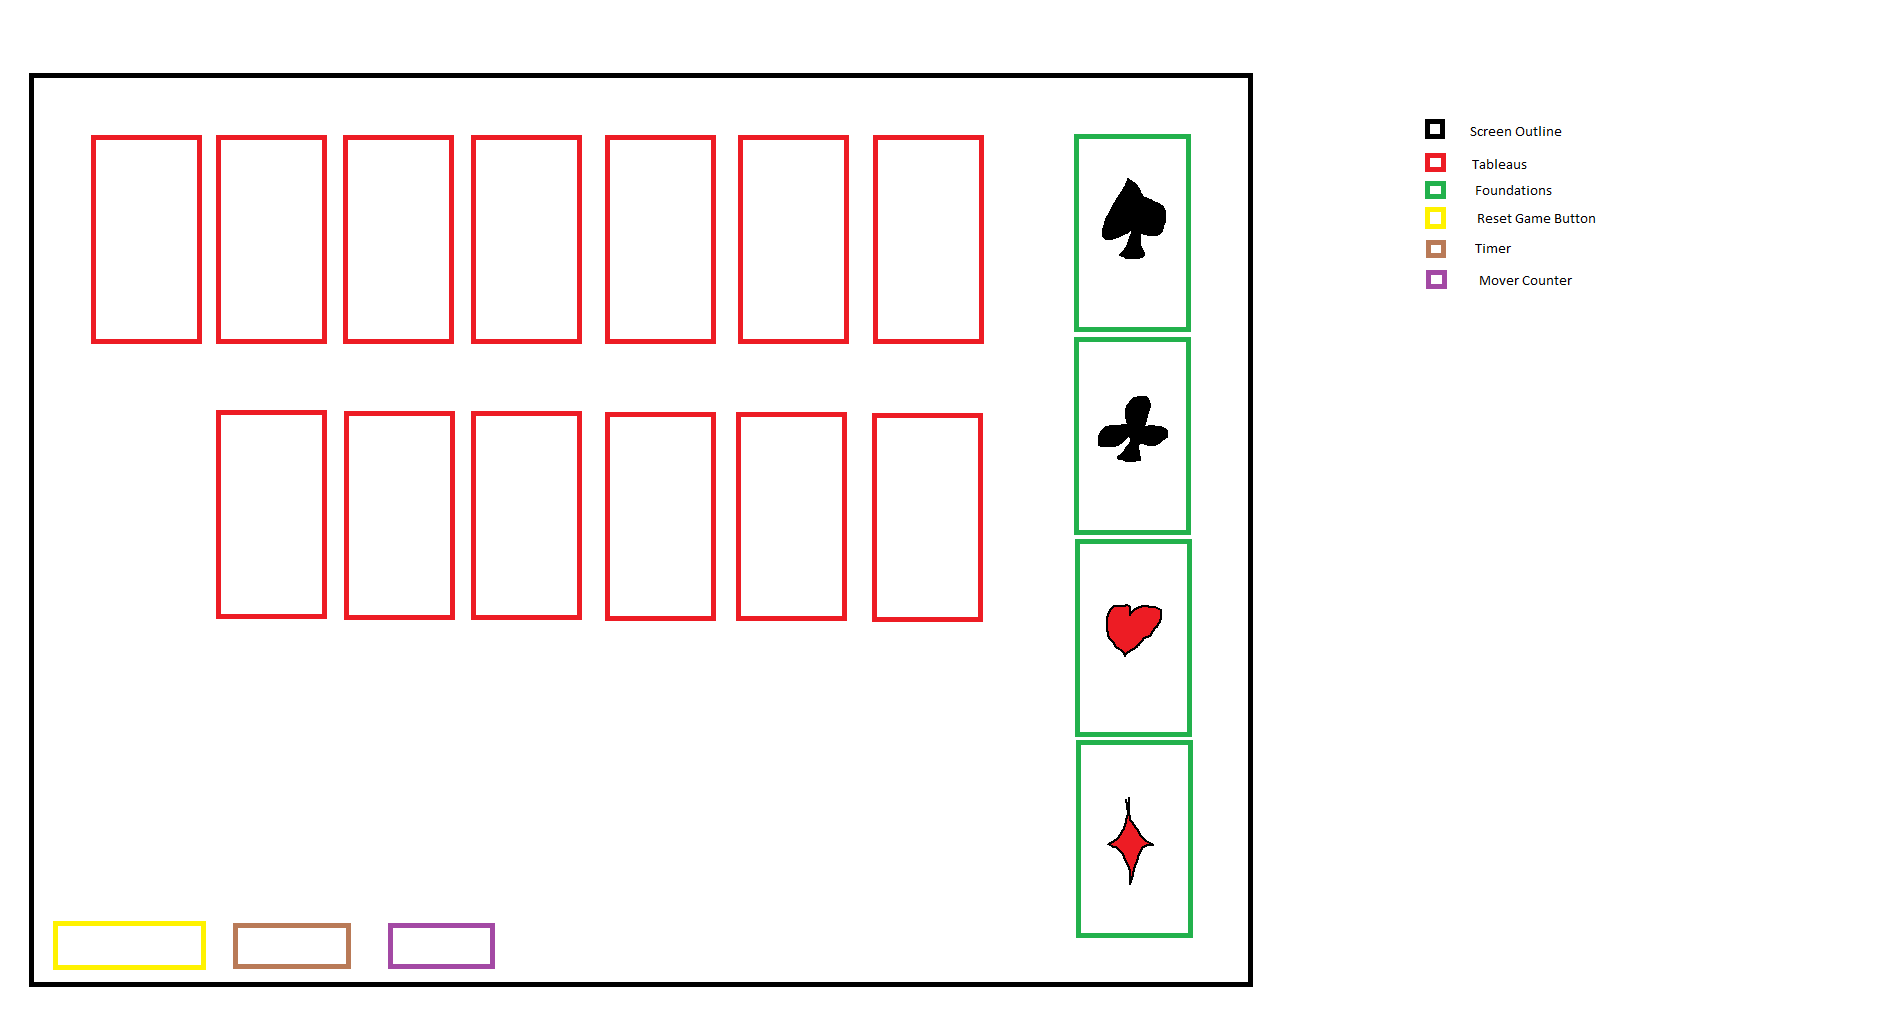 Screen Outline
Tableaus
Foundations
Reset Game Button
Timer
Mover Counter